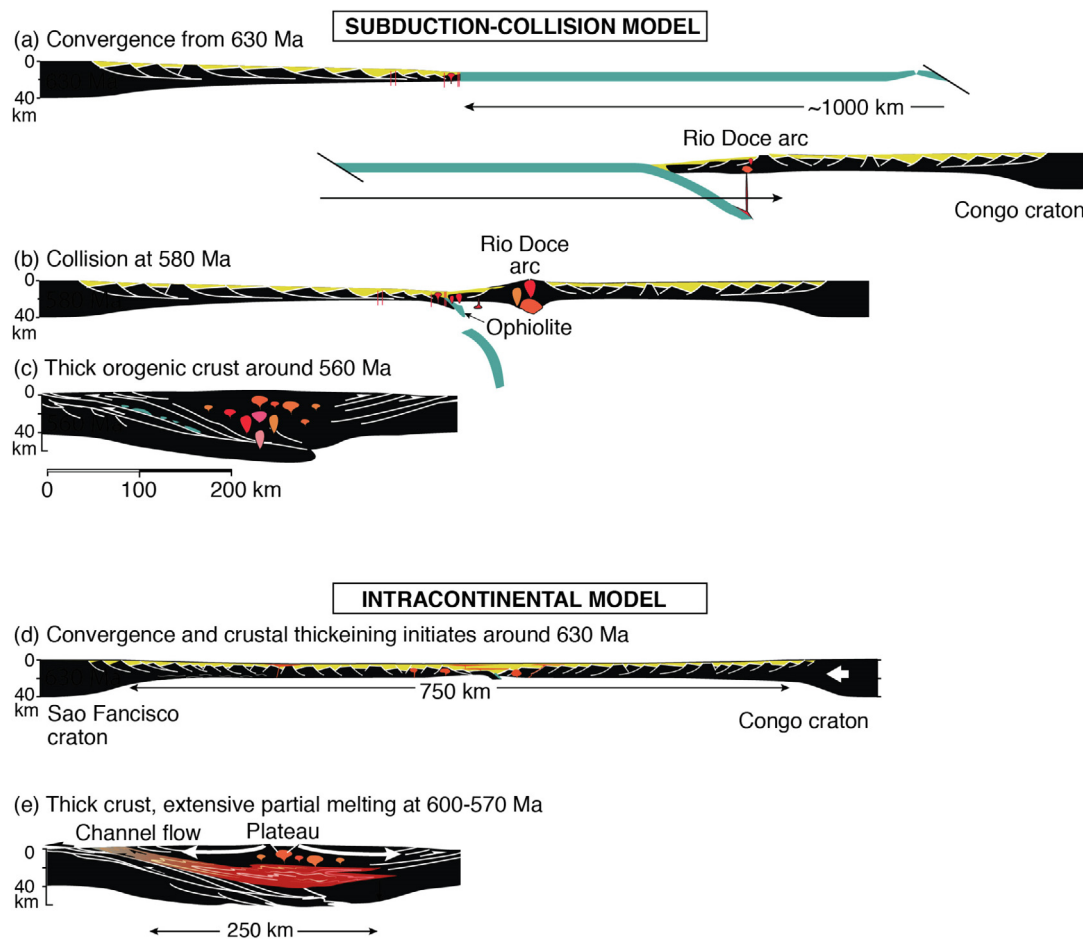 SUBDUCTION-COLLISION MODEL
(a) Convergence from 630 Ma
0
40
km
~1000 km
Rio Doce arc
Congo craton
(b) Collision at 580 Ma
Rio Doce
arc
0
40
Ophiolite
(c) Thick orogenic crust around 560 Ma
0
40
km
0 100 200 km
INTRACONTINENTAL MODEL
(d) Convergence and crustal thickeining initiates around 630 Ma
0
40
km
750 km
Sao Fancisco
craton
Congo craton
(e) Thick crust, extensive partial melting at 600-570 Ma
Channel flow Plateau
0
40
km
250 km